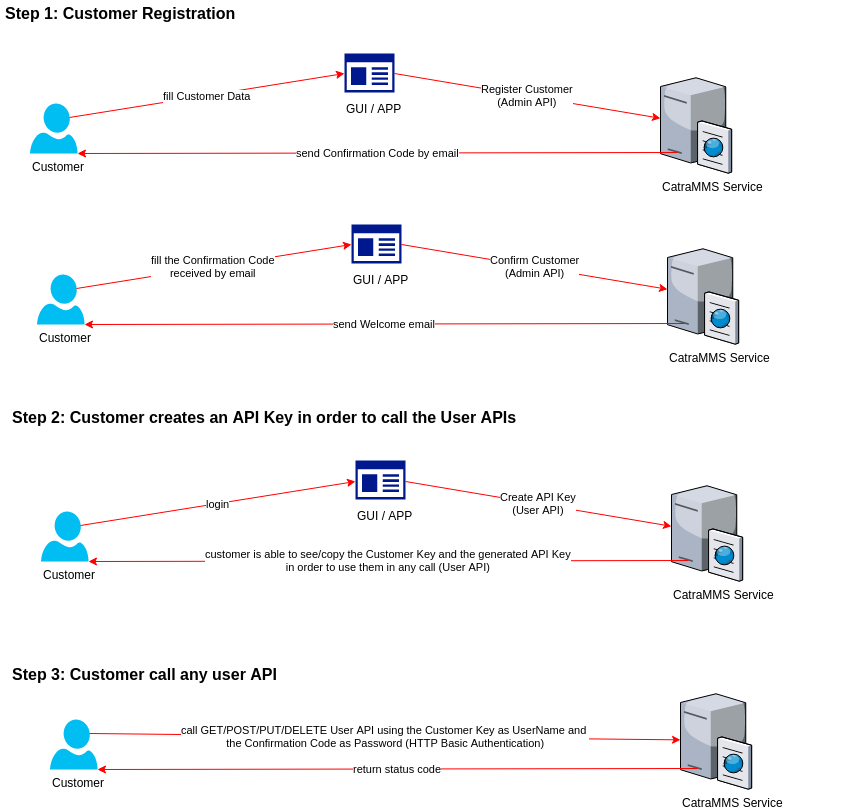 Step 1: Customer Registration
fill Customer Data
GUI / APP
Register Customer
(Admin API)
send Confirmation Code by email
Customer
CatraMMS Service
fill the Confirmation Code
received by email
GUI / APP
Confirm Customer
(Admin API)
send Welcome email
Customer
CatraMMS Service
Step 2: Customer creates an API Key in order to call the User APIs
login
GUI / APP
Create API Key
(User API)
customer is able to see/copy the Customer Key and the generated API Key
in order to use them in any call (User API)
Customer
CatraMMS Service
Step 3: Customer call any user API
call GET/POST/PUT/DELETE User API using the Customer Key as UserName and
the Confirmation Code as Password (HTTP Basic Authentication)
return status code
Customer
CatraMMS Service